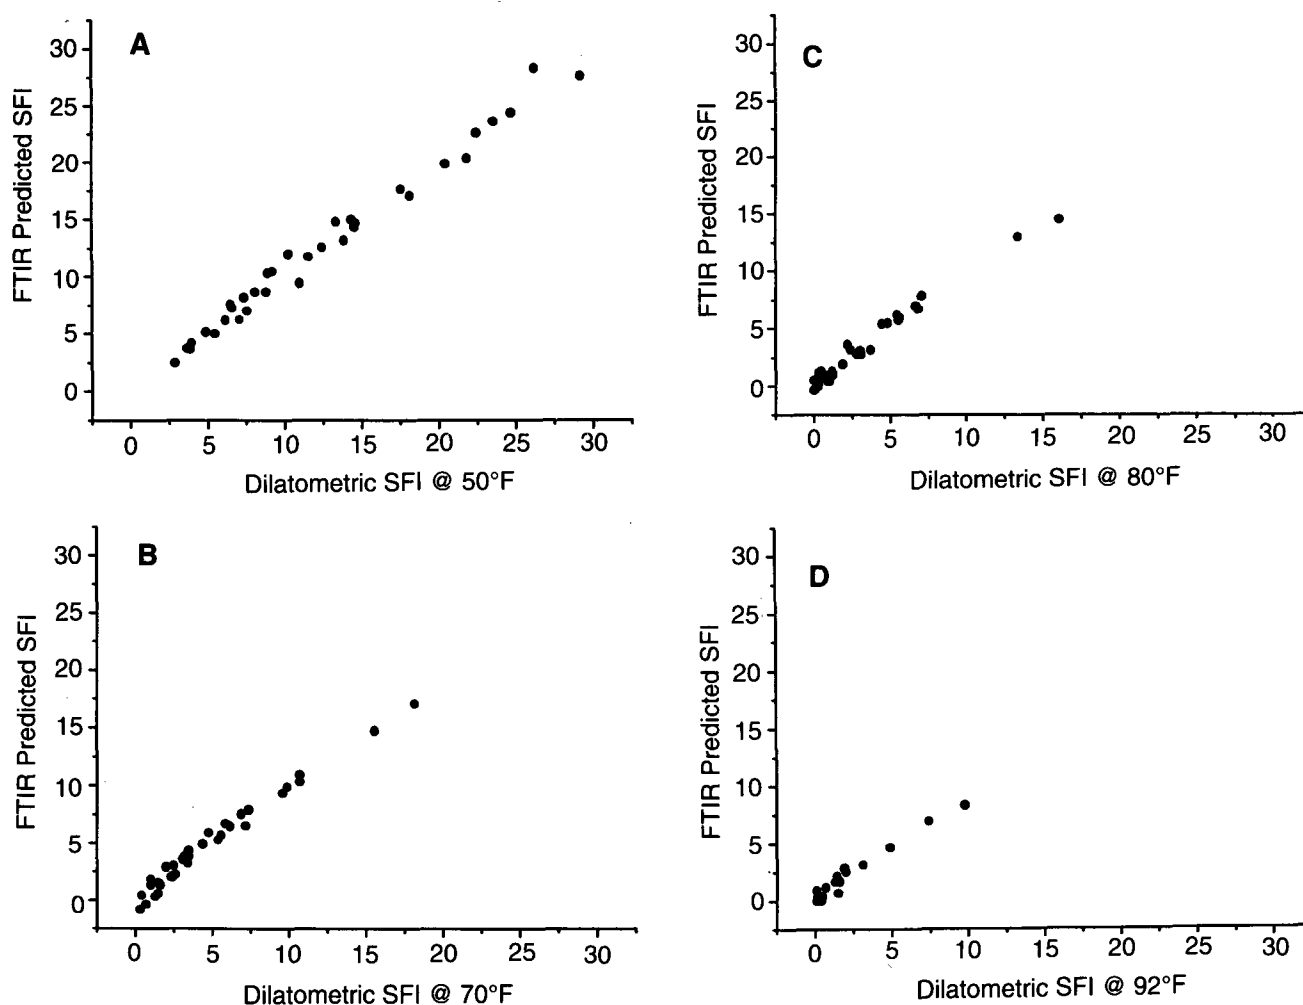 A
30
25
20
15
10
5
0
FTIR Predicted SFI
0 5 10 15 20 25 30
Dilatometric SFI @ 50°F
C
30
25
20
15
10
5
0
FTIR Predicted SFI
0 5 10 15 20 25 30
Dilatometric SFI @ 80°F
B
30
25
20
15
10
5
0
FTIR Predicted SFI
0 5 10 15 20 25 30
Dilatometric SFI @ 70°F
D
30
25
20
15
10
5
0
FTIR Predicted SFI
0 5 10 15 20 25 30
Dilatometric SFI @ 92°F